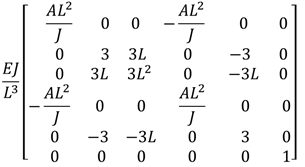 \frac{EJ}{L^3} \begin{bmatrix} \frac{AL^2}{J} & 0 & 0 & -\frac{AL^2}{J} & 0 & 0 \\
0 & 3 & 3L & 0 & -3 & 0 \\
0 & 3L & 3L^2 & 0 & -3L & 0 \\
-\frac{AL^2}{J} & 0 & 0 & \frac{AL^2}{J} & 0 & 0 \\
0 & -3 & -3L & 0 & 3 & 0 \\
0 & 0 & 0 & 0 & 0 & 1 \end{bmatrix}